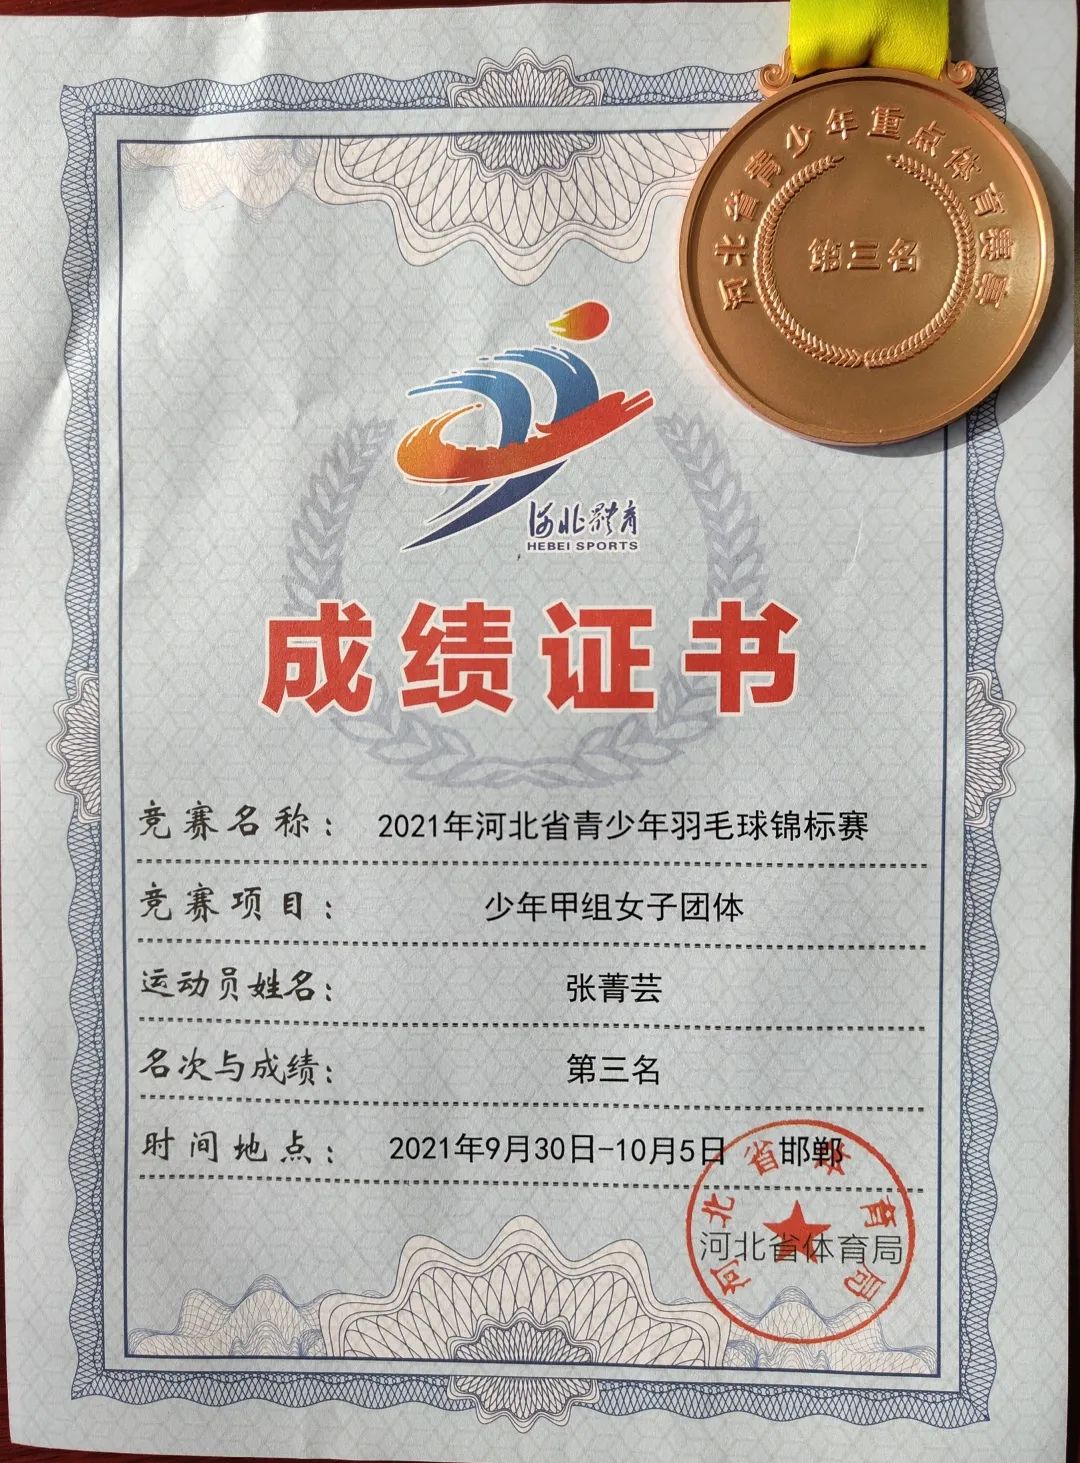 河北省青少年重点体育赛事
第三名
河北體育
HEBEI SPORTS
成绩证书
竞赛名称： 2021年河北省青少年羽毛球锦标赛
竞赛项目： 少年甲组女子团体
运动员姓名： 张菁芸
名次与成绩： 第三名
时间地点： 2021年9月30日-10月5日 邯郸
河北省体育局
河北省体育局